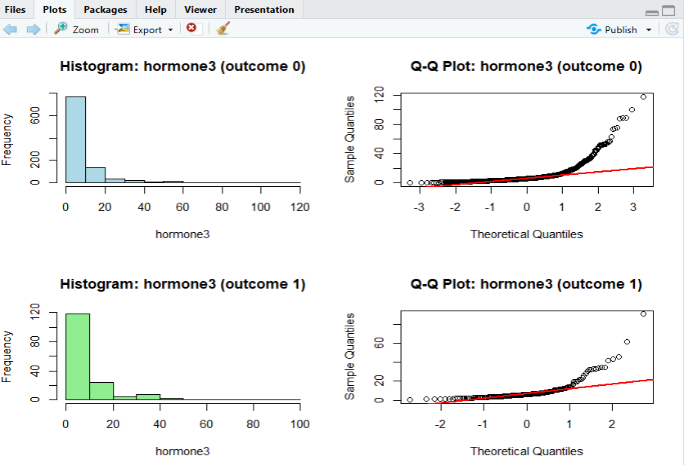 Files Plots Packages Help Viewer Presentation
Zoom Export Publish
Histogram: hormone3 (outcome 0)
Frequency
0 200 600
0 20 40 60 80 100 120
hormone3
Q-Q Plot: hormone3 (outcome 0)
Sample Quantiles
0 40 80 120
-3 -2 -1 0 1 2 3
Theoretical Quantiles
Histogram: hormone3 (outcome 1)
Frequency
0 40 80 120
0 20 40 60 80 100
hormone3
Q-Q Plot: hormone3 (outcome 1)
Sample Quantiles
0 20 60
-2 -1 0 1 2
Theoretical Quantiles